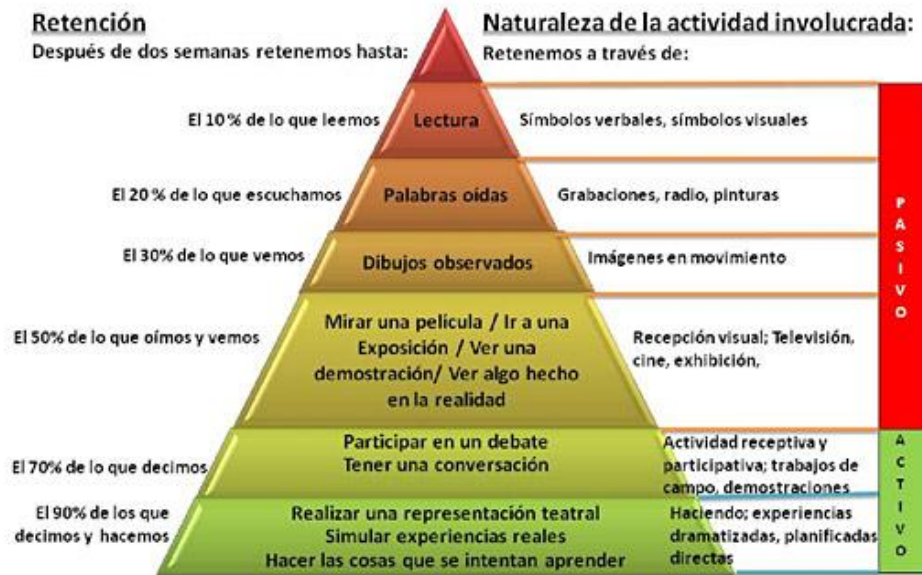 Retención
Después de dos semanas retenemos hasta:
Naturaleza de la actividad involucrada:
Retenemos a través de:
El 10 % de lo que leemos
Lectura
Símbolos verbales, símbolos visuales
El 20 % de lo que escuchamos
Palabras oídas
Grabaciones, radio, pinturas
El 30% de lo que vemos
Dibujos observados
Imágenes en movimiento
El 50% de lo que oímos y vemos
Mirar una película / Ir a una
Exposición / Ver una
demostración/ Ver algo hecho
en la realidad
Recepción visual; Televisión,
cine, exhibición,
PASIVO
El 70% de lo que decimos
Participar en un debate
Tener una conversación
Actividad receptiva y
participativa; trabajos de
campo, demostraciones
El 90% de los que
decimos y hacemos
Realizar una representación teatral
Simular experiencias reales
Hacer las cosas que se intentan aprender
Haciendo; experiencias
dramatizadas, planificadas
directas
ACTIVO